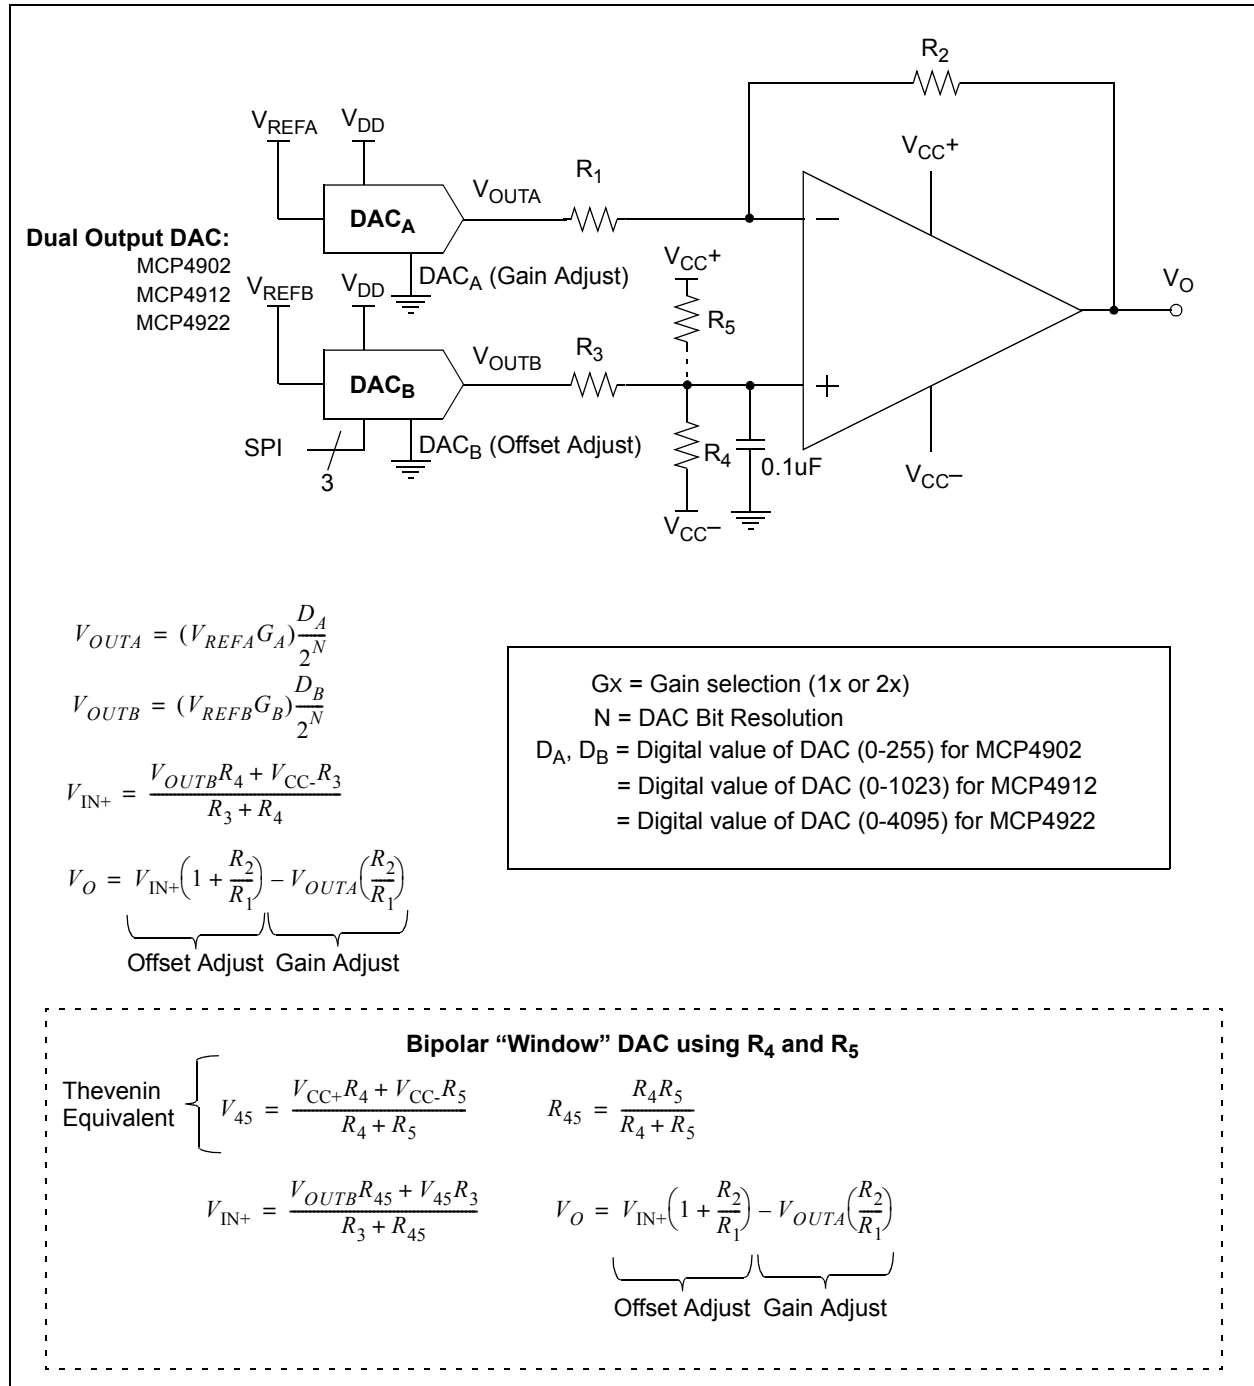 R2
VREFA VDD
VCC+
R1
VOUTA
DACA
Dual Output DAC:
MCP4902
MCP4912
MCP4922
DACA (Gain Adjust)
VCC+
VREFB VDD
VO
R5
R3
VOUTB
DACB
SPI
3
DACB (Offset Adjust)
R4
0.1uF
VCC–
VCC–
–
+
VOUTA = (VREFAGA) DA/2^N
VOUTB = (VREFBGB) DB/2^N
VIN+ = (VOUTBR4 + VCC-R3)/(R3 + R4)
VO = VIN+(1 + R2/R1) – VOUTA(R2/R1)
Offset Adjust Gain Adjust
GX = Gain selection (1x or 2x)
N = DAC Bit Resolution
DA, DB = Digital value of DAC (0-255) for MCP4902
= Digital value of DAC (0-1023) for MCP4912
= Digital value of DAC (0-4095) for MCP4922
Bipolar “Window” DAC using R4 and R5
Thevenin
Equivalent
V45 = (VCC+R4 + VCC-R5)/(R4 + R5)
R45 = R4R5/(R4 + R5)
VIN+ = (VOUTBR45 + V45R3)/(R3 + R45)
VO = VIN+(1 + R2/R1) – VOUTA(R2/R1)
Offset Adjust Gain Adjust